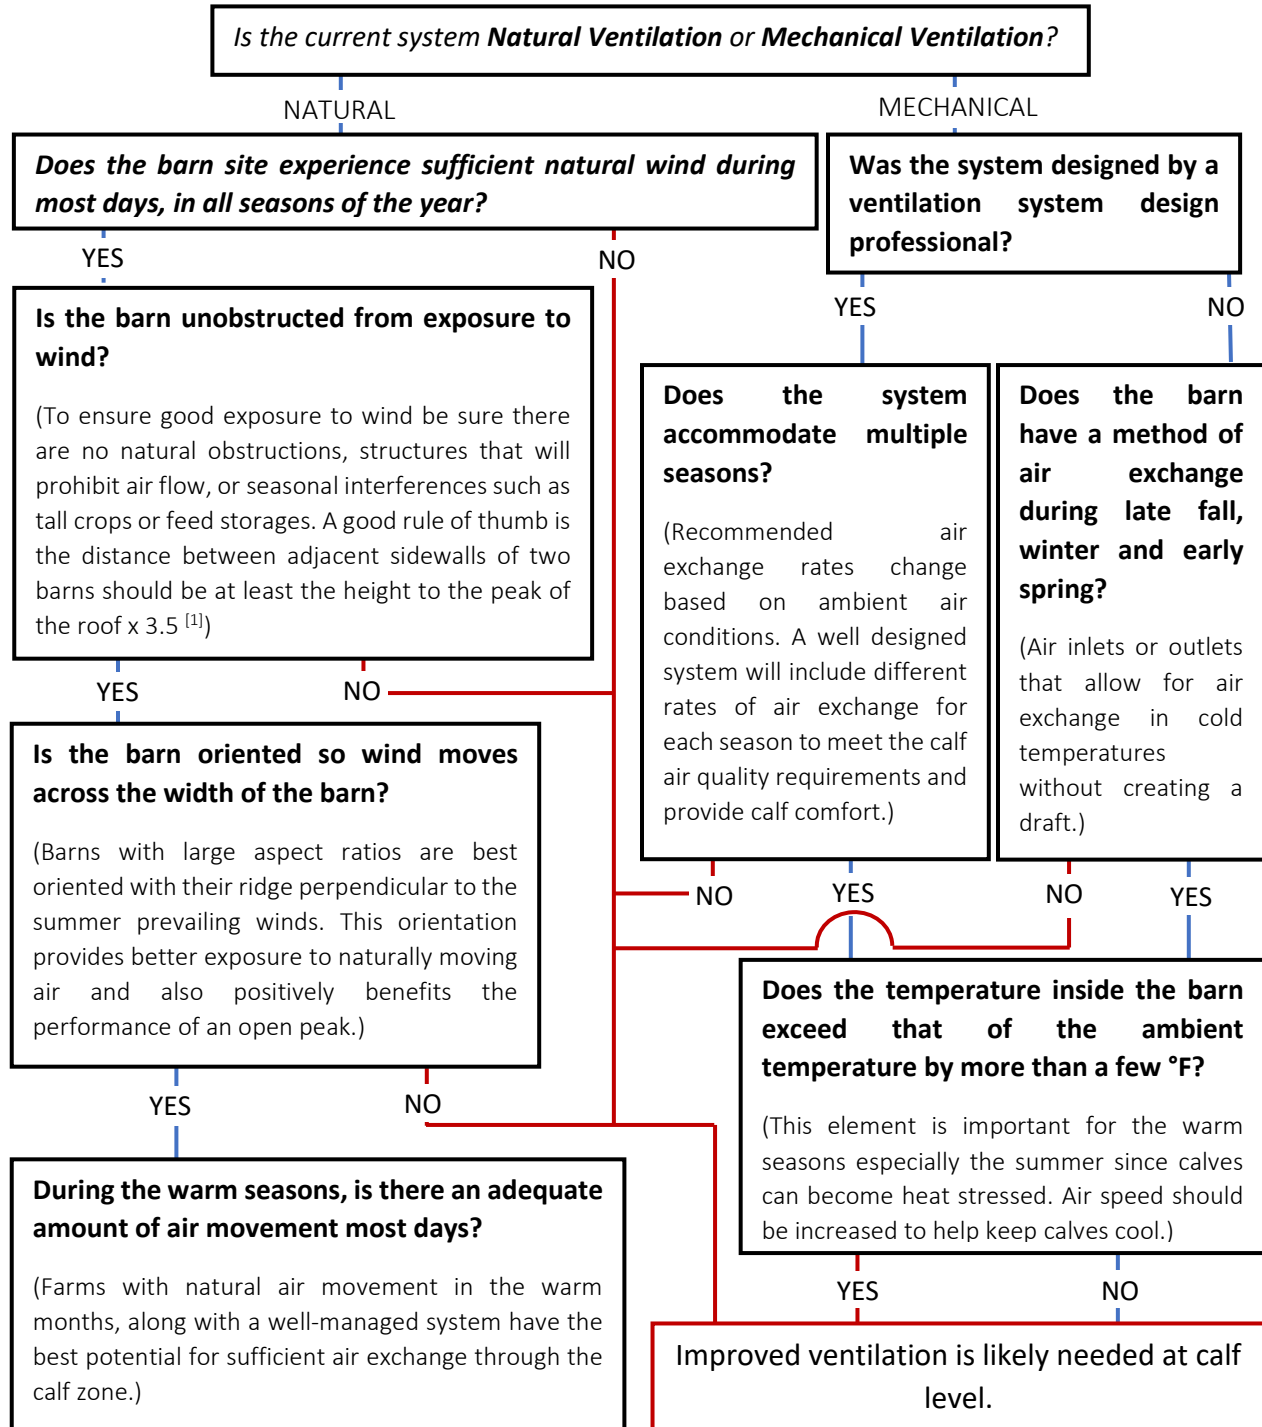 Is the current system Natural Ventilation or Mechanical Ventilation?
NATURAL
MECHANICAL
Does the barn site experience sufficient natural wind during
most days, in all seasons of the year?
Was the system designed by a
ventilation system design
professional?
YES
NO
YES
NO
Is the barn unobstructed from exposure to
wind?
(To ensure good exposure to wind be sure there
are no natural obstructions, structures that will
prohibit air flow, or seasonal interferences such as
tall crops or feed storages. A good rule of thumb is
the distance between adjacent sidewalls of two
barns should be at least the height to the peak of
the roof x 3.5 [1])
Does the system
accommodate multiple
seasons?
(Recommended air
exchange rates change
based on ambient air
conditions. A well designed
system will include different
rates of air exchange for
each season to meet the calf
air quality requirements and
provide calf comfort.)
Does the barn
have a method of
air exchange
during late fall,
winter and early
spring?
(Air inlets or outlets
that allow for air
exchange in cold
temperatures
without creating a
draft.)
YES
NO
NO
YES
NO
YES
Is the barn oriented so wind moves
across the width of the barn?
(Barns with large aspect ratios are best
oriented with their ridge perpendicular to the
summer prevailing winds. This orientation
provides better exposure to naturally moving
air and also positively benefits the
performance of an open peak.)
Does the temperature inside the barn
exceed that of the ambient
temperature by more than a few °F?
(This element is important for the warm
seasons especially the summer since calves
can become heat stressed. Air speed should
be increased to help keep calves cool.)
YES
NO
YES
NO
During the warm seasons, is there an adequate
amount of air movement most days?
(Farms with natural air movement in the warm
months, along with a well-managed system have the
best potential for sufficient air exchange through the
calf zone.)
Improved ventilation is likely needed at calf
level.